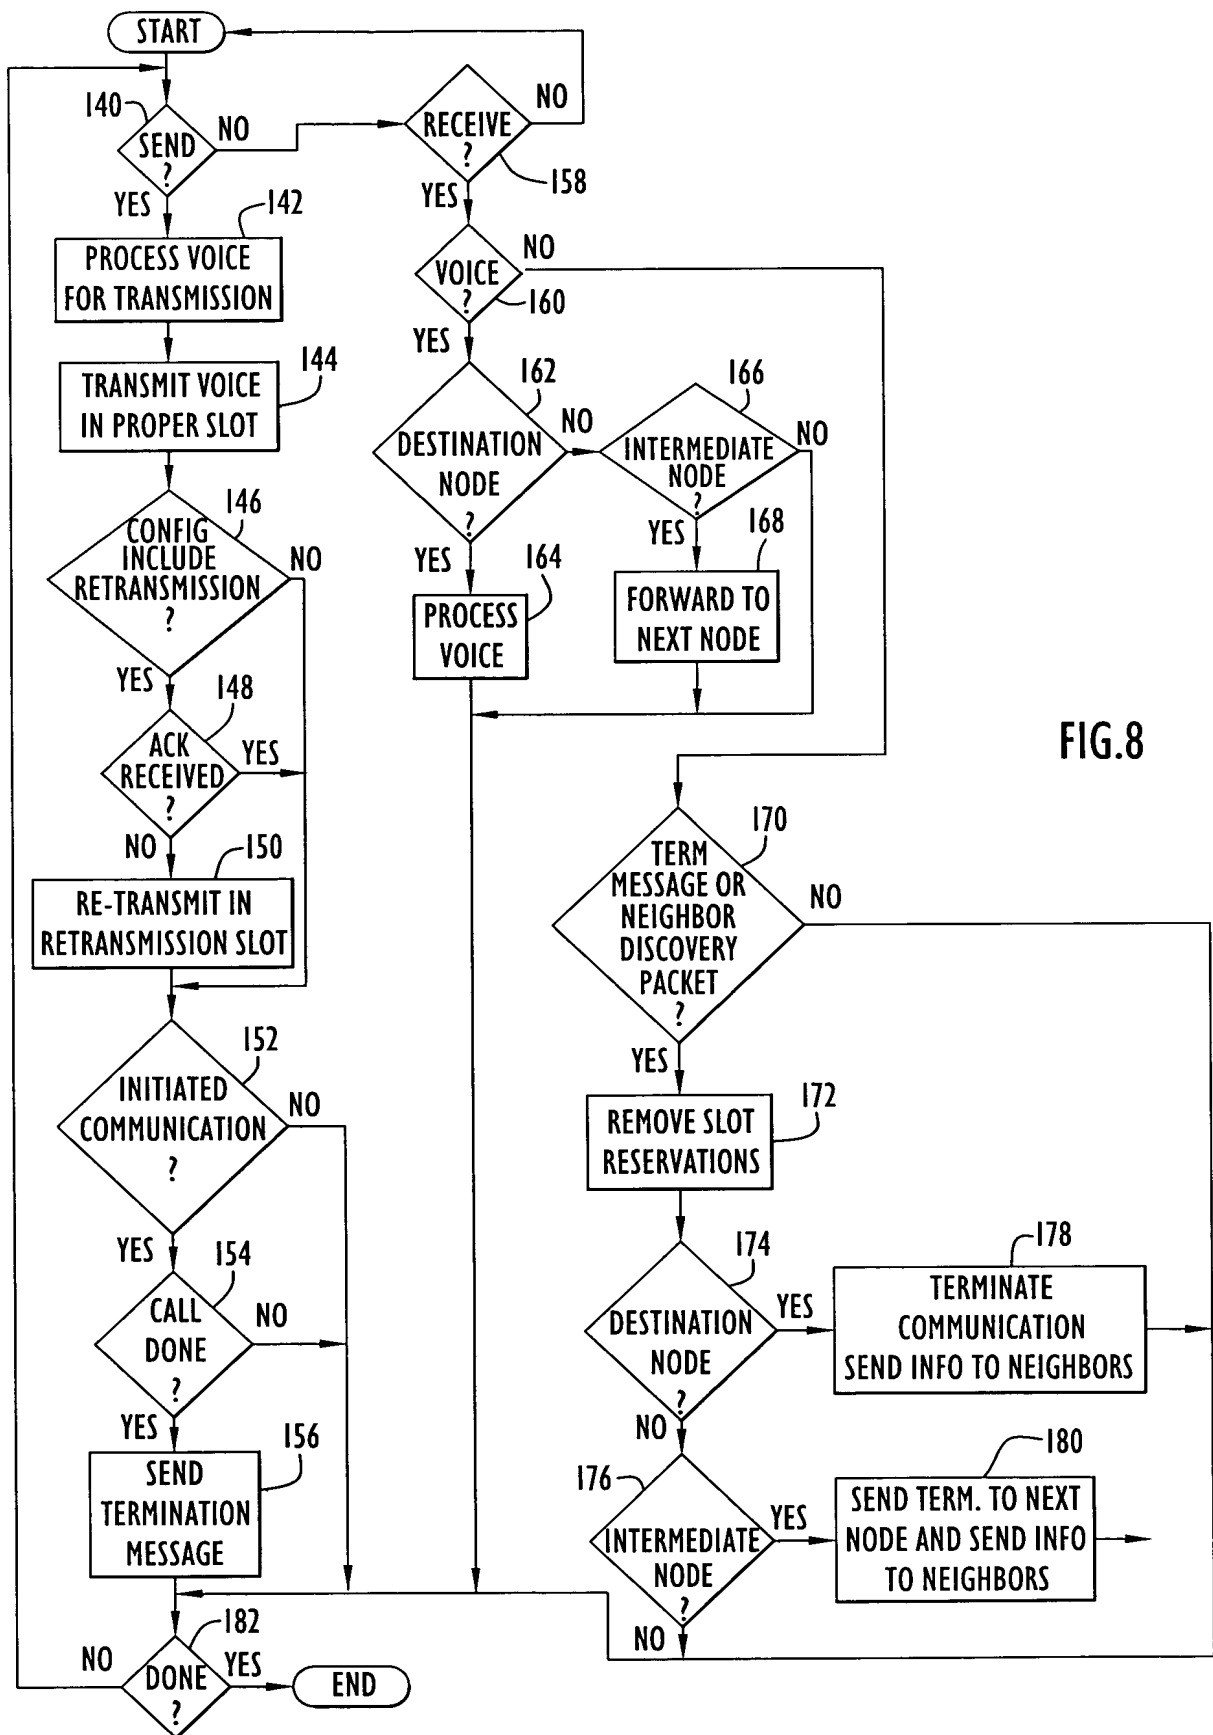 START
140
SEND
?
NO
YES
142
PROCESS VOICE
FOR TRANSMISSION
144
TRANSMIT VOICE
IN PROPER SLOT
146
CONFIG
INCLUDE
RETRANSMISSION
?
NO
YES
148
ACK
RECEIVED
?
YES
NO
150
RE-TRANSMIT IN
RETRANSMISSION SLOT
152
INITIATED
COMMUNICATION
?
NO
YES
154
CALL
DONE
?
NO
YES
156
SEND
TERMINATION
MESSAGE
182
DONE
?
NO
YES
END
RECEIVE
?
NO
158
YES
VOICE
?
NO
160
YES
162
DESTINATION
NODE
?
NO
YES
164
PROCESS
VOICE
166
INTERMEDIATE
NODE
?
NO
YES
168
FORWARD TO
NEXT NODE
FIG.8
170
TERM
MESSAGE OR
NEIGHBOR
DISCOVERY
PACKET
?
NO
YES
172
REMOVE SLOT
RESERVATIONS
174
DESTINATION
NODE
?
YES
NO
178
TERMINATE
COMMUNICATION
SEND INFO TO NEIGHBORS
176
INTERMEDIATE
NODE
?
YES
NO
180
SEND TERM. TO NEXT
NODE AND SEND INFO
TO NEIGHBORS